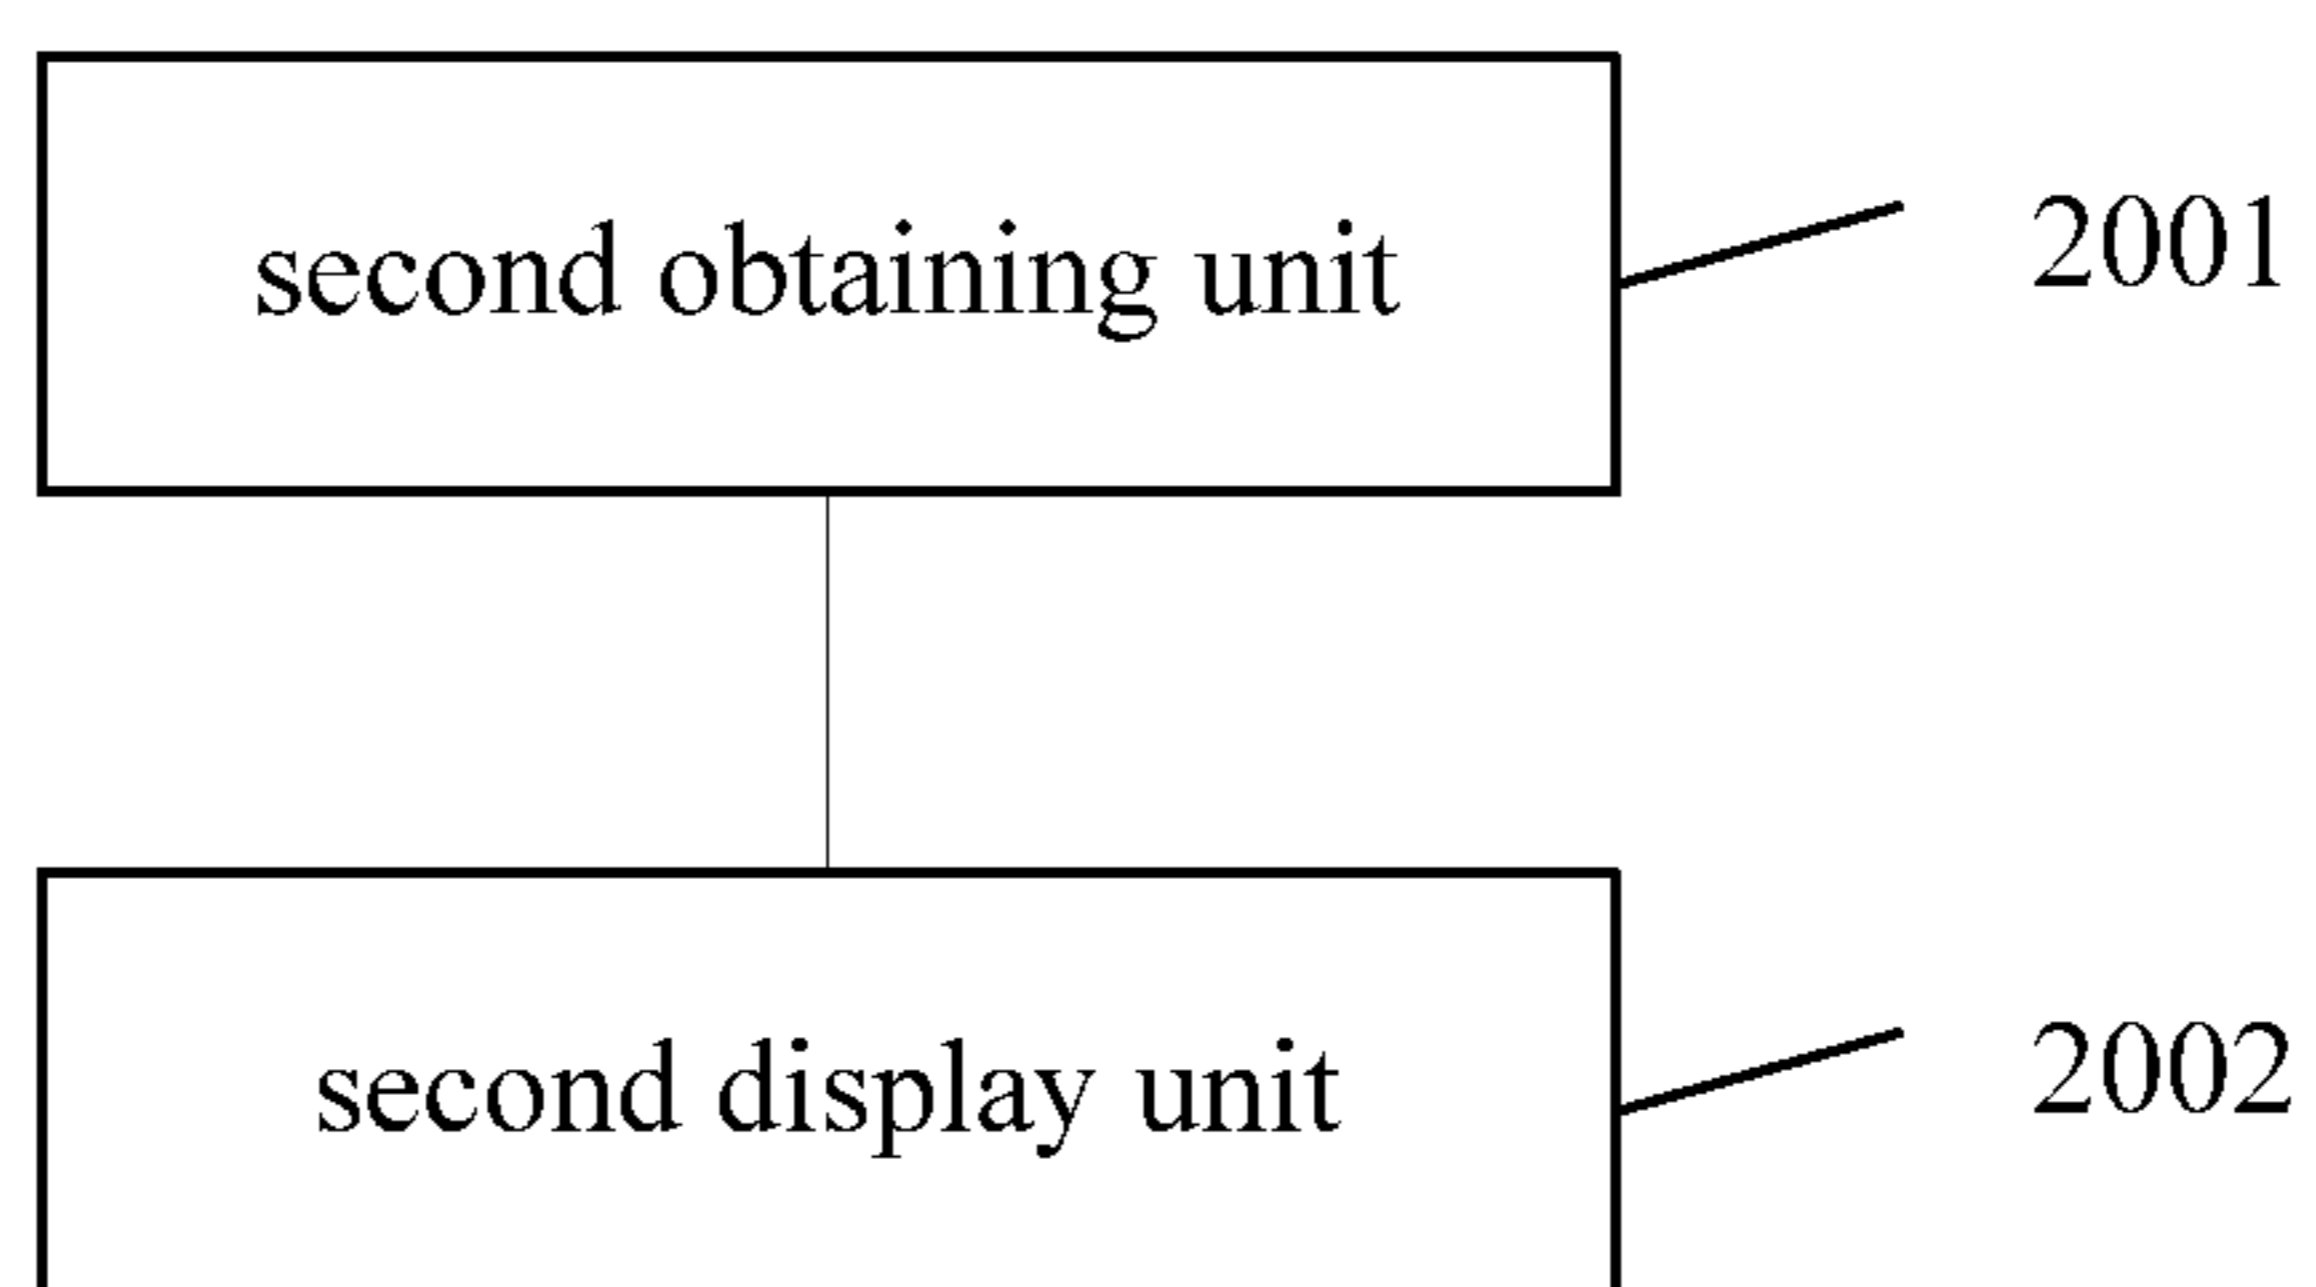 second obtaining unit 2001
second display unit 2002